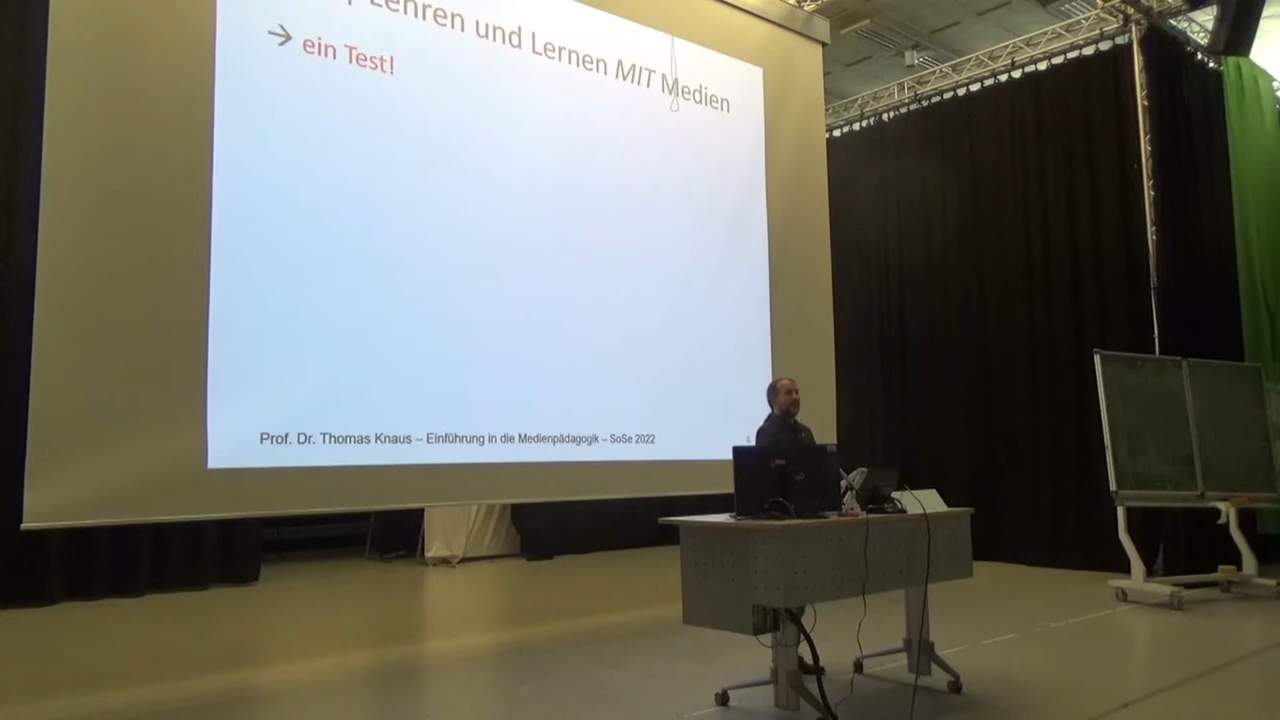 Lehren und Lernen MIT Medien
→ ein Test!
Prof. Dr. Thomas Knaus – Einführung in die Medienpädagogik – SoSe 2022